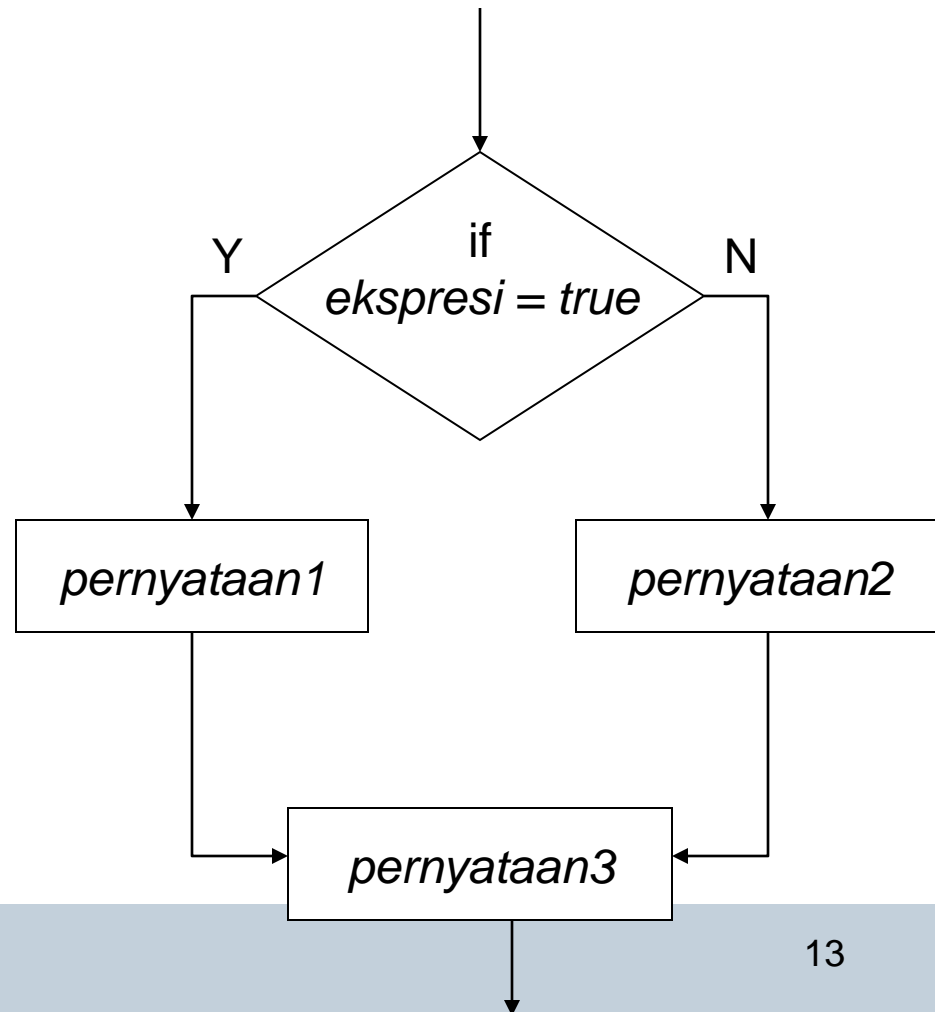 if
Y
N
ekspresi = true
pernyataan1
pernyataan2
pernyataan3
13